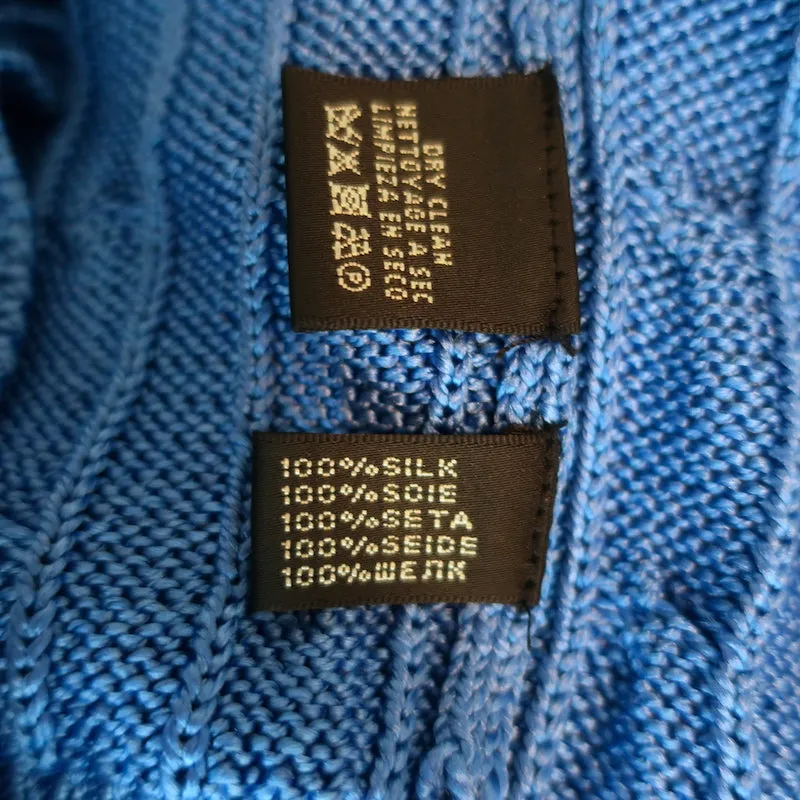 DRY CLEAN
NETTOYAGE A SEC
LIMPIEZA EN SECO
P
100%SILK
100%SOIE
100%SETA
100%SEIDE
100%ШЕЛК